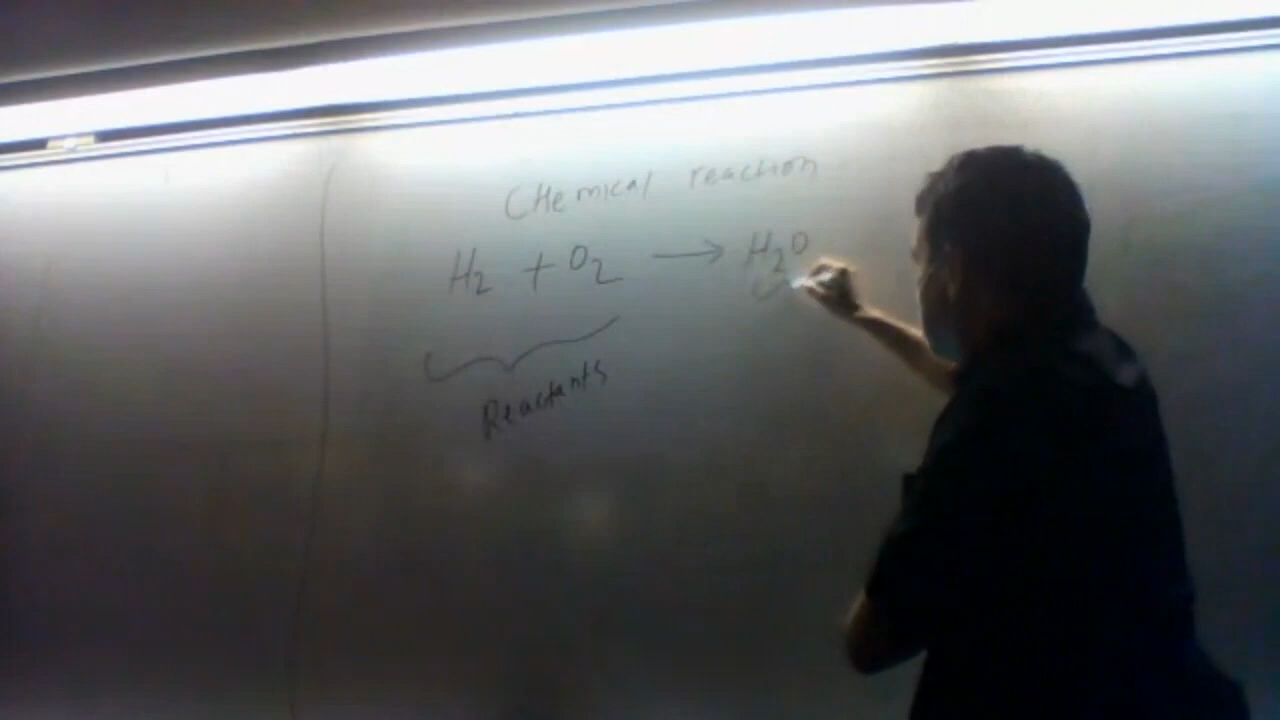 CHemical reaction
H₂ + O₂ → H₂O
Reactants